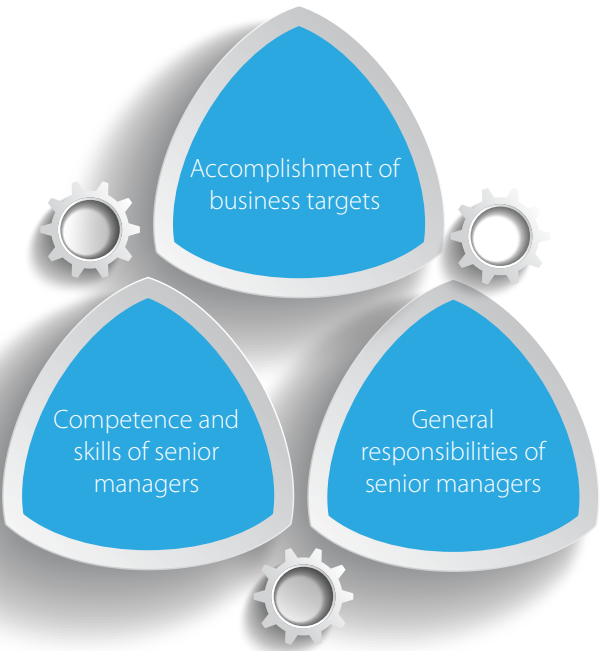 Accomplishment of
business targets
Competence and
skills of senior
managers
General
responsibilities of
senior managers